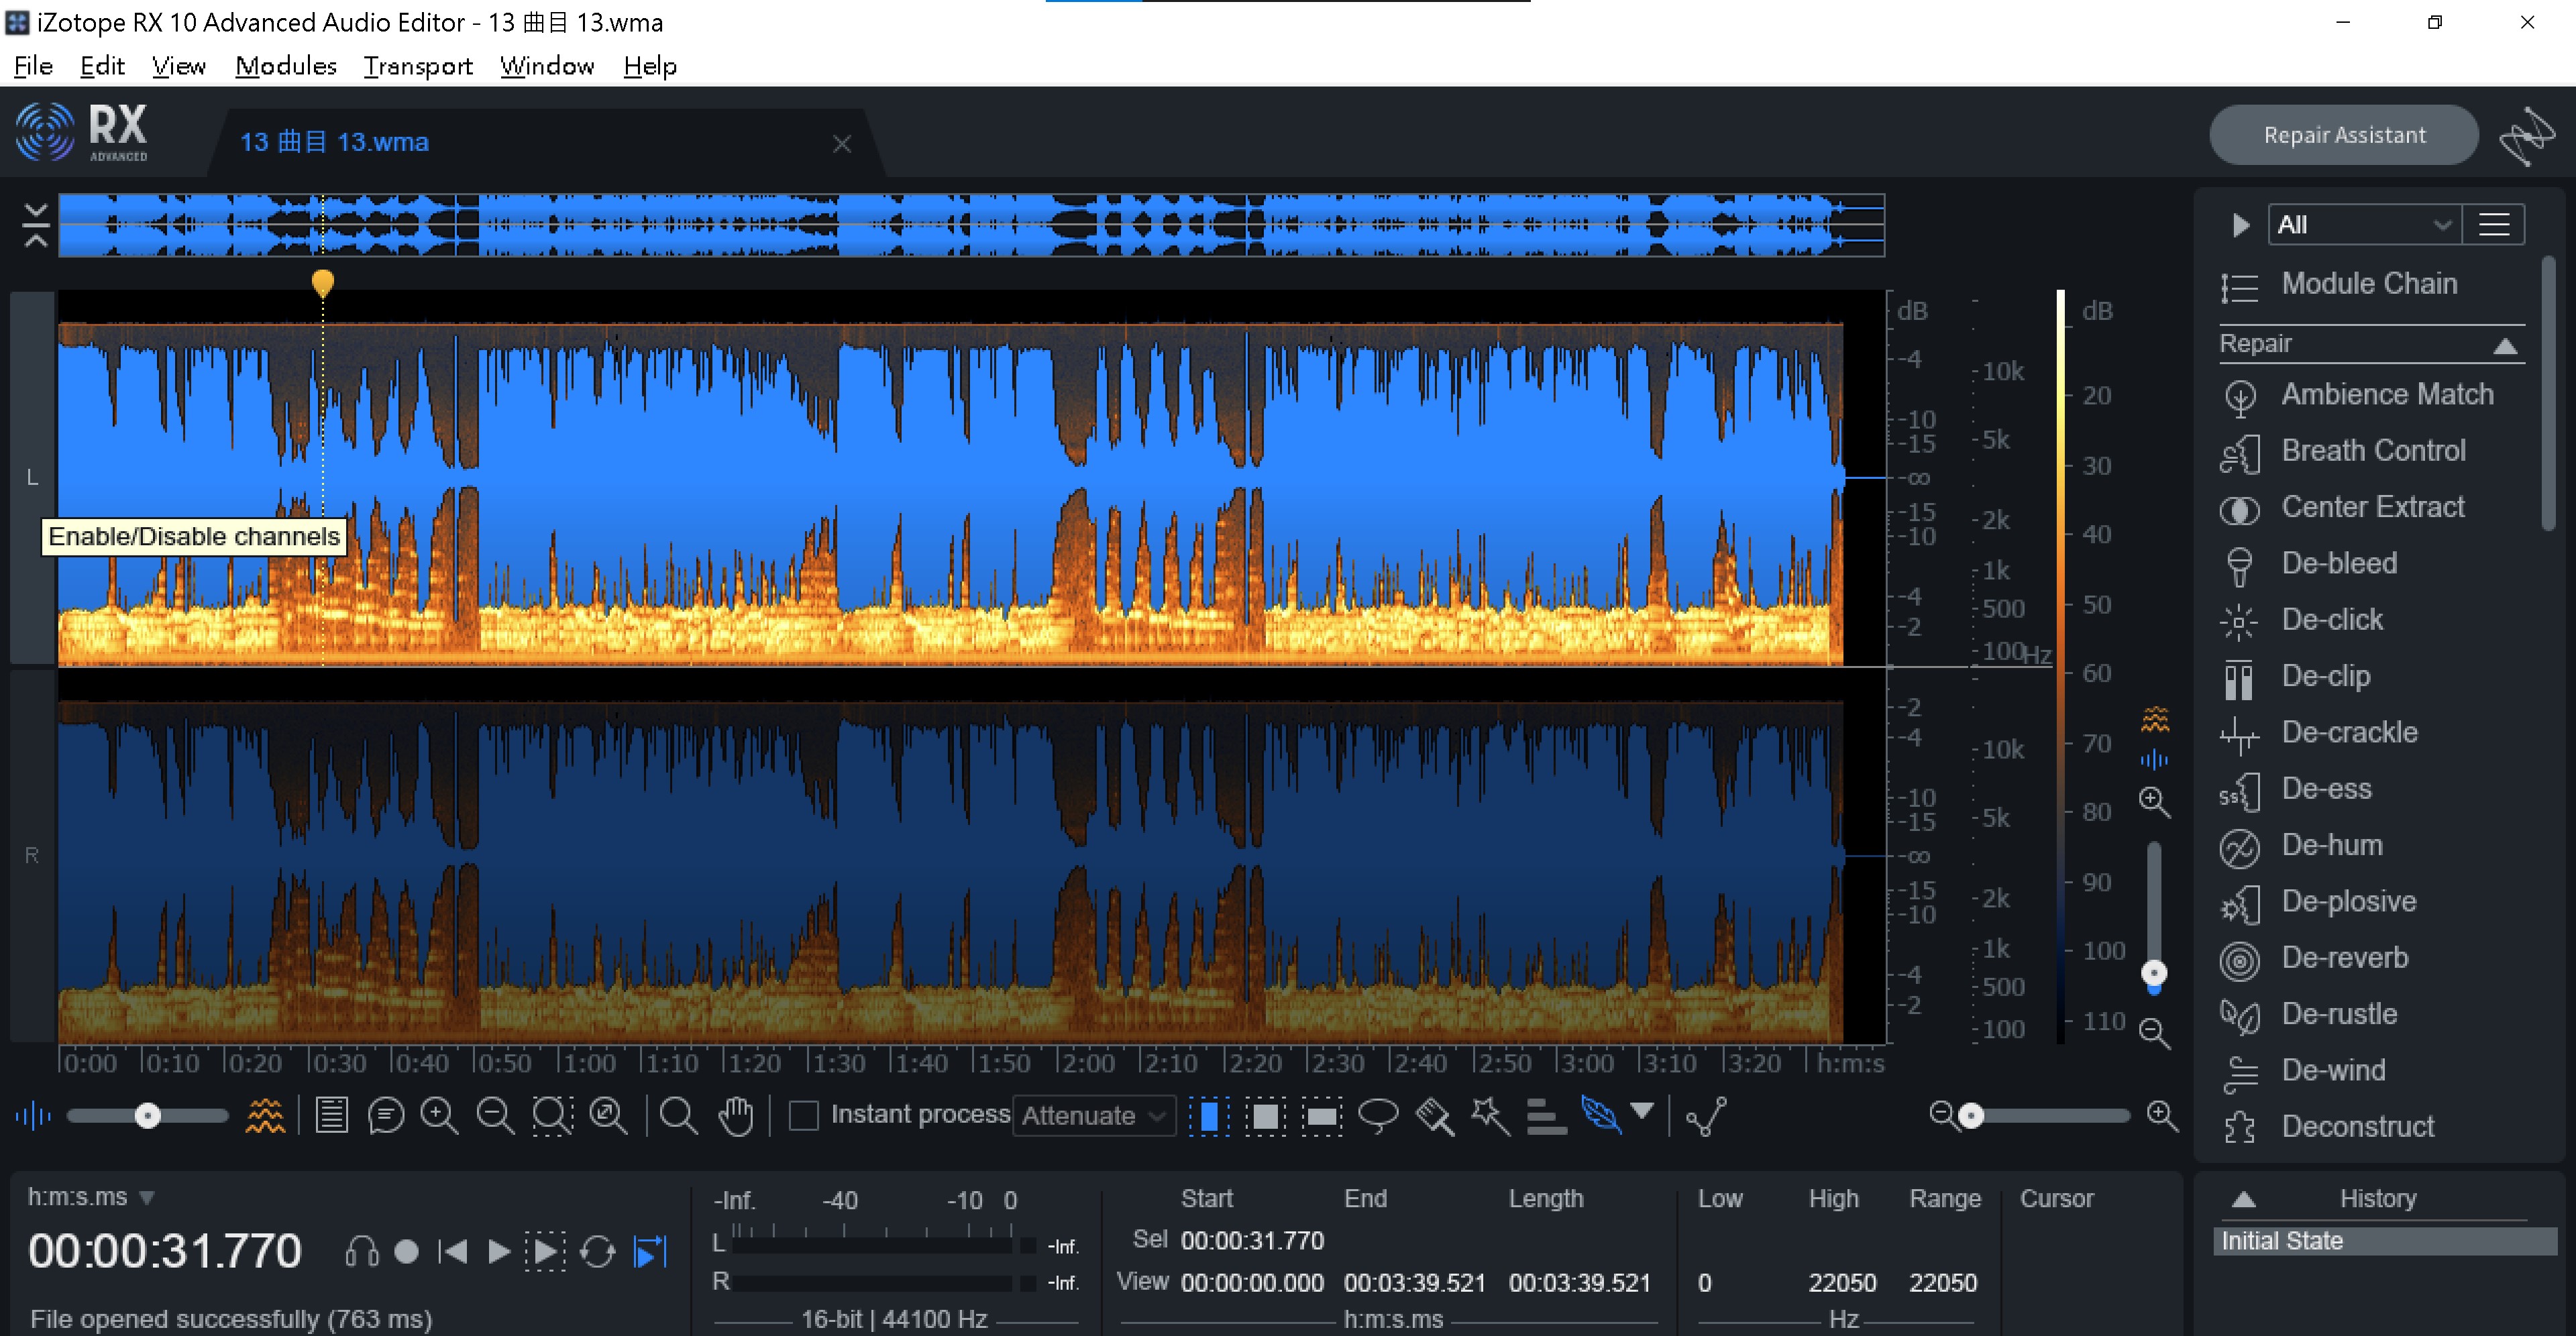 iZotope RX 10 Advanced Audio Editor - 13 曲目 13.wma
File Edit View Modules Transport Window Help
RX
ADVANCED
13 曲目 13.wma
Repair Assistant
All
Module Chain
Repair
Ambience Match
Breath Control
Center Extract
De-bleed
De-click
De-clip
De-crackle
De-ess
De-hum
De-plosive
De-reverb
De-rustle
De-wind
Deconstruct
L
Enable/Disable channels
R
dB
-4
-10
-15
-∞
-15
-10
-4
-2
-2
-4
-10
-15
-∞
-15
-10
-4
-2
10k
5k
2k
1k
500
100
Hz
10k
5k
2k
1k
500
100
dB
20
30
40
50
60
70
80
90
100
110
0:00 0:10 0:20 0:30 0:40 0:50 1:00 1:10 1:20 1:30 1:40 1:50 2:00 2:10 2:20 2:30 2:40 2:50 3:00 3:10 3:20 h:m:s
Instant process Attenuate
h:m:s.ms
00:00:31.770
File opened successfully (763 ms)
-Inf. -40 -10 0
L -Inf.
R -Inf.
16-bit | 44100 Hz
Start End Length
Sel 00:00:31.770
View 00:00:00.000 00:03:39.521 00:03:39.521
h:m:s.ms
Low High Range Cursor
0 22050 22050
Hz
History
Initial State